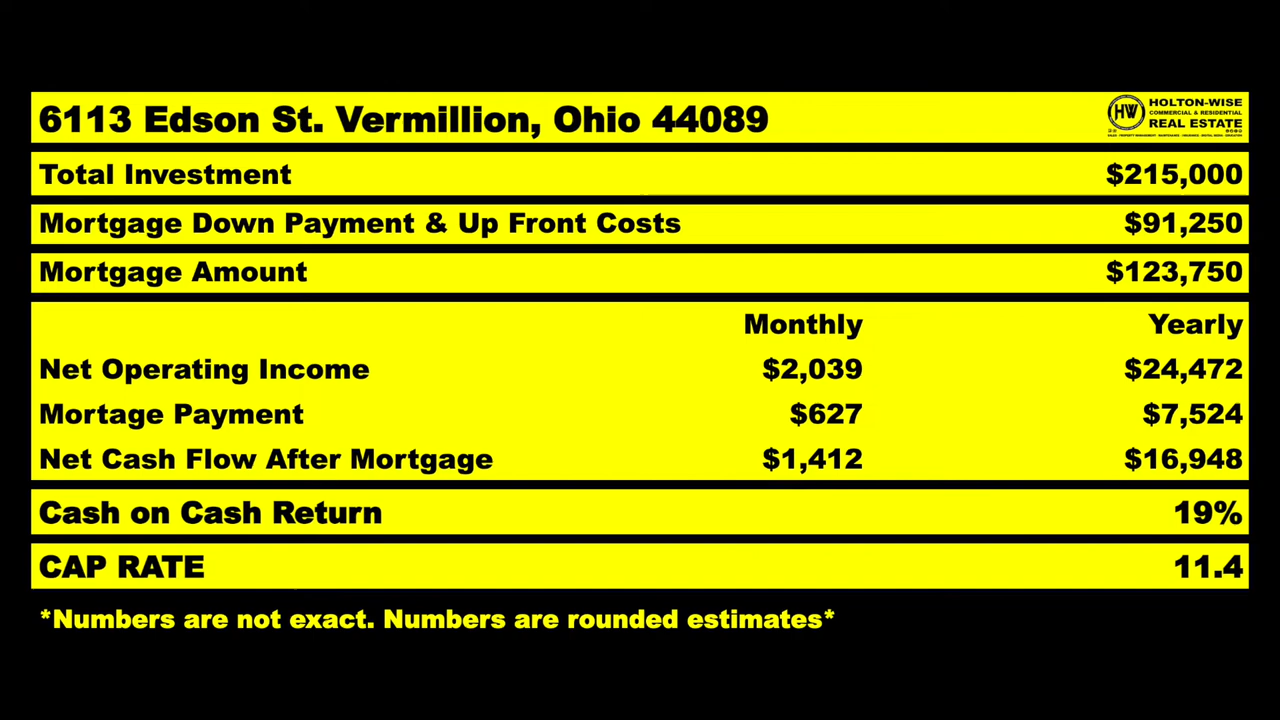 6113 Edson St. Vermillion, Ohio 44089
HW
HOLTON-WISE
COMMERCIAL & RESIDENTIAL
REAL ESTATE
Total Investment $215,000
Mortgage Down Payment & Up Front Costs $91,250
Mortgage Amount $123,750
Monthly Yearly
Net Operating Income $2,039 $24,472
Mortage Payment $627 $7,524
Net Cash Flow After Mortgage $1,412 $16,948
Cash on Cash Return 19%
CAP RATE 11.4
*Numbers are not exact. Numbers are rounded estimates*